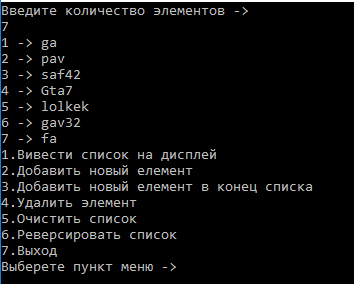 Введите количество элементов ->
7
1 -> ga
2 -> pav
3 -> saf42
4 -> Gta7
5 -> lolkek
6 -> gav32
7 -> fa
1.Вивести список на дисплей
2.Добавить новый елемент
3.Добавить новый елемент в конец списка
4.Удалить элемент
5.Очистить список
6.Реверсировать список
7.Выход
Выберете пункт меню ->